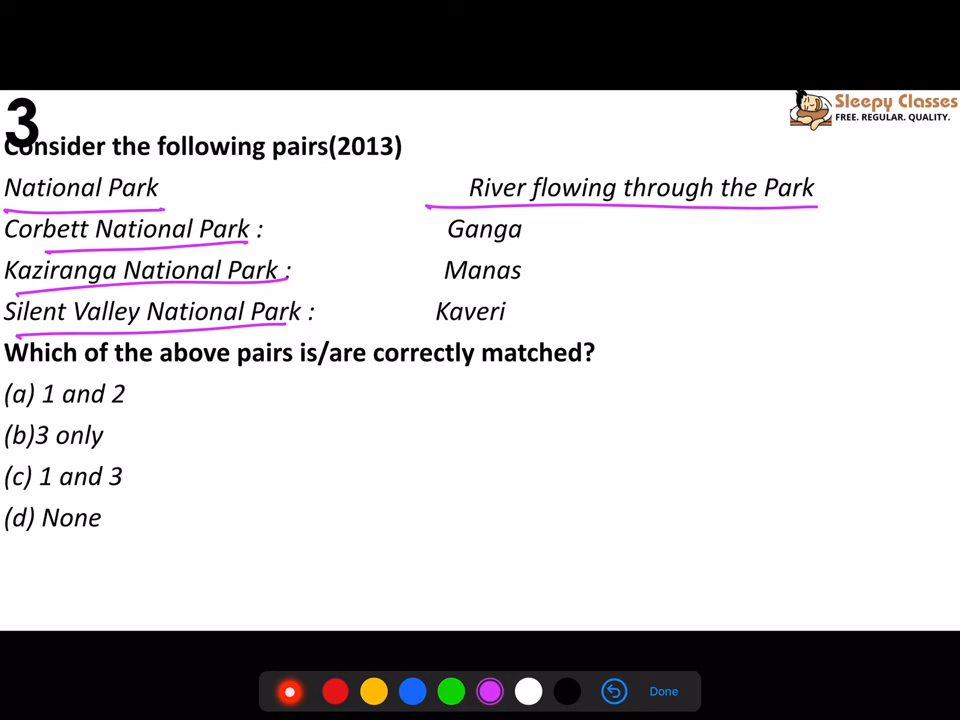 3
Sleepy Classes
FREE. REGULAR. QUALITY.
Consider the following pairs(2013)
National Park River flowing through the Park
Corbett National Park : Ganga
Kaziranga National Park : Manas
Silent Valley National Park : Kaveri
Which of the above pairs is/are correctly matched?
(a) 1 and 2
(b)3 only
(c) 1 and 3
(d) None
Done